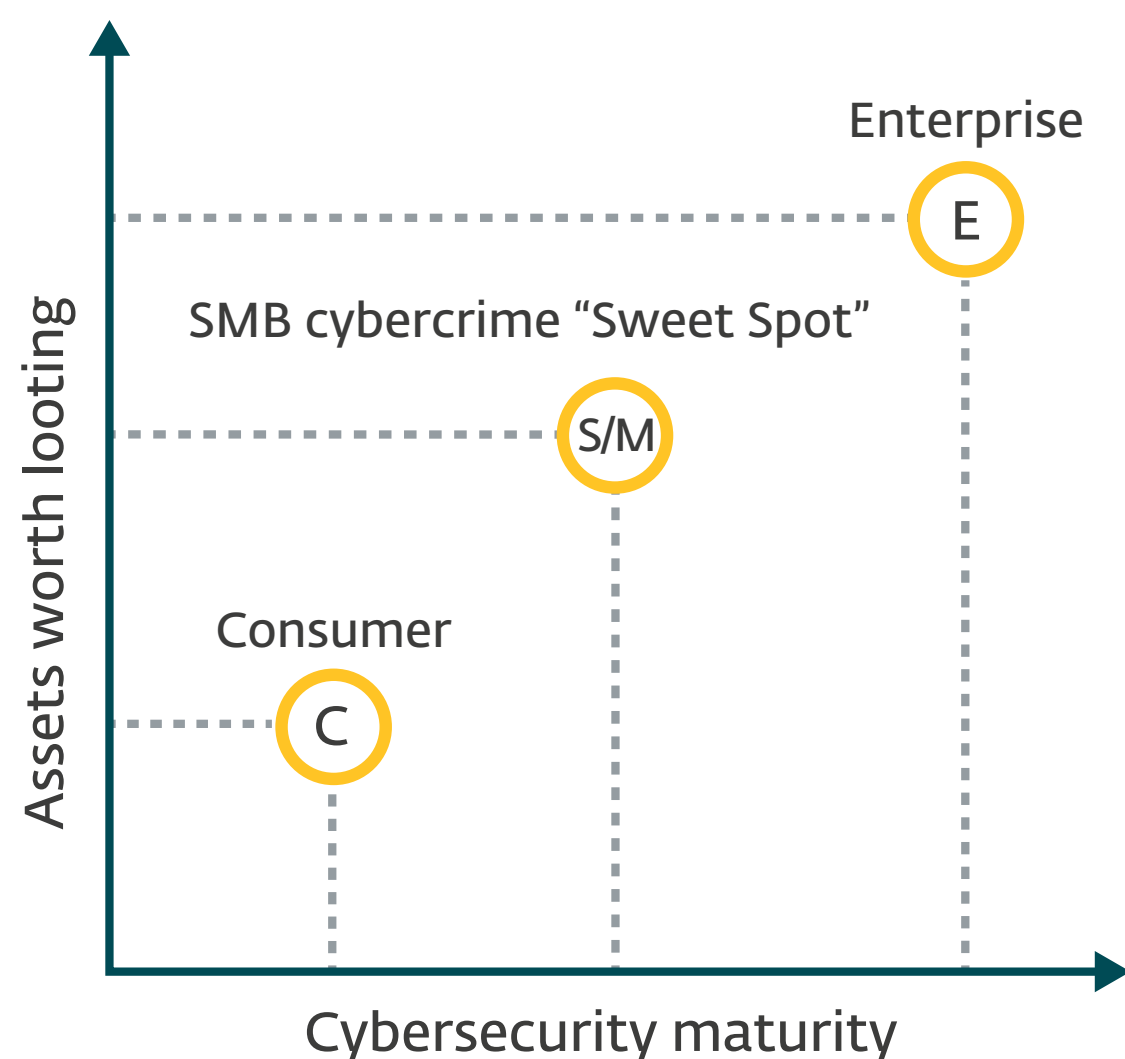 Enterprise
E
SMB cybercrime “Sweet Spot”
S/M
Consumer
C
Assets worth looting
Cybersecurity maturity